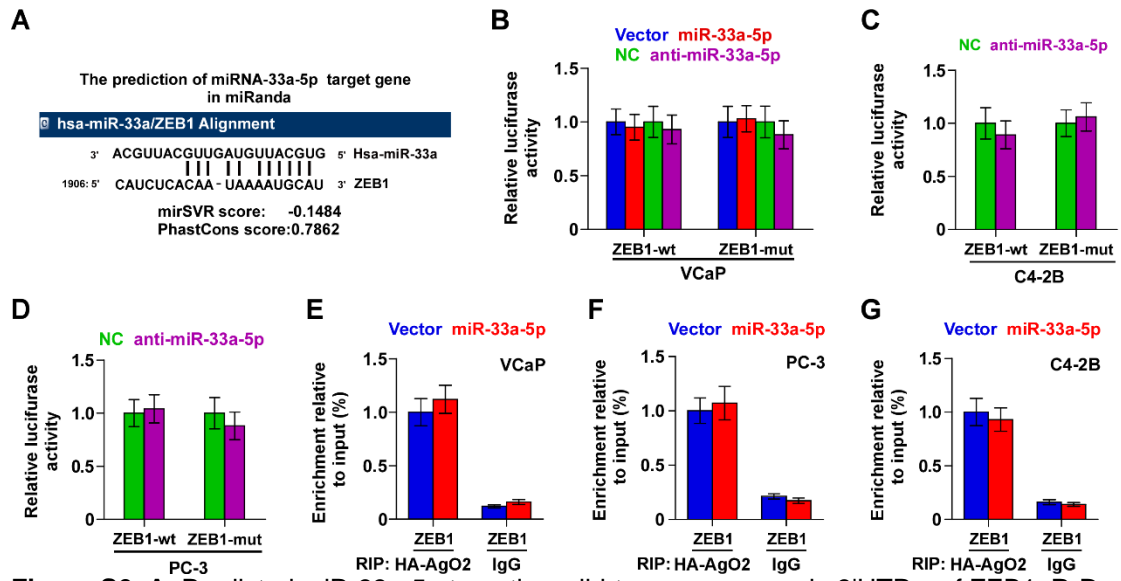 A
The prediction of miRNA-33a-5p target gene
in miRanda
hsa-miR-33a/ZEB1 Alignment
3' ACGUUACGUUGAUGUUACGUG 5' Hsa-miR-33a
1906: 5' CAUCUCACAA-UAAAAUGCAU 3' ZEB1
mirSVR score: -0.1484
PhastCons score:0.7862
B
Vector miR-33a-5p
NC anti-miR-33a-5p
Relative lucifurase
activity
1.5
1.0
0.5
0
ZEB1-wt ZEB1-mut
VCaP
C
NC anti-miR-33a-5p
Relative lucifurase
activity
1.5
1.0
0.5
0
ZEB1-wt ZEB1-mut
C4-2B
D
NC anti-miR-33a-5p
Relative lucifurase
activity
1.5
1.0
0.5
0
ZEB1-wt ZEB1-mut
PC-3
E
Vector miR-33a-5p
VCaP
Enrichment relative
to input (%)
1.5
1.0
0.5
0
ZEB1 ZEB1
RIP: HA-AgO2 IgG
F
Vector miR-33a-5p
PC-3
Enrichment relative
to input (%)
1.5
1.0
0.5
0
ZEB1 ZEB1
RIP: HA-AgO2 IgG
G
Vector miR-33a-5p
C4-2B
Enrichment relative
to input (%)
1.5
1.0
0.5
0
ZEB1 ZEB1
RIP: HA-AgO2 IgG